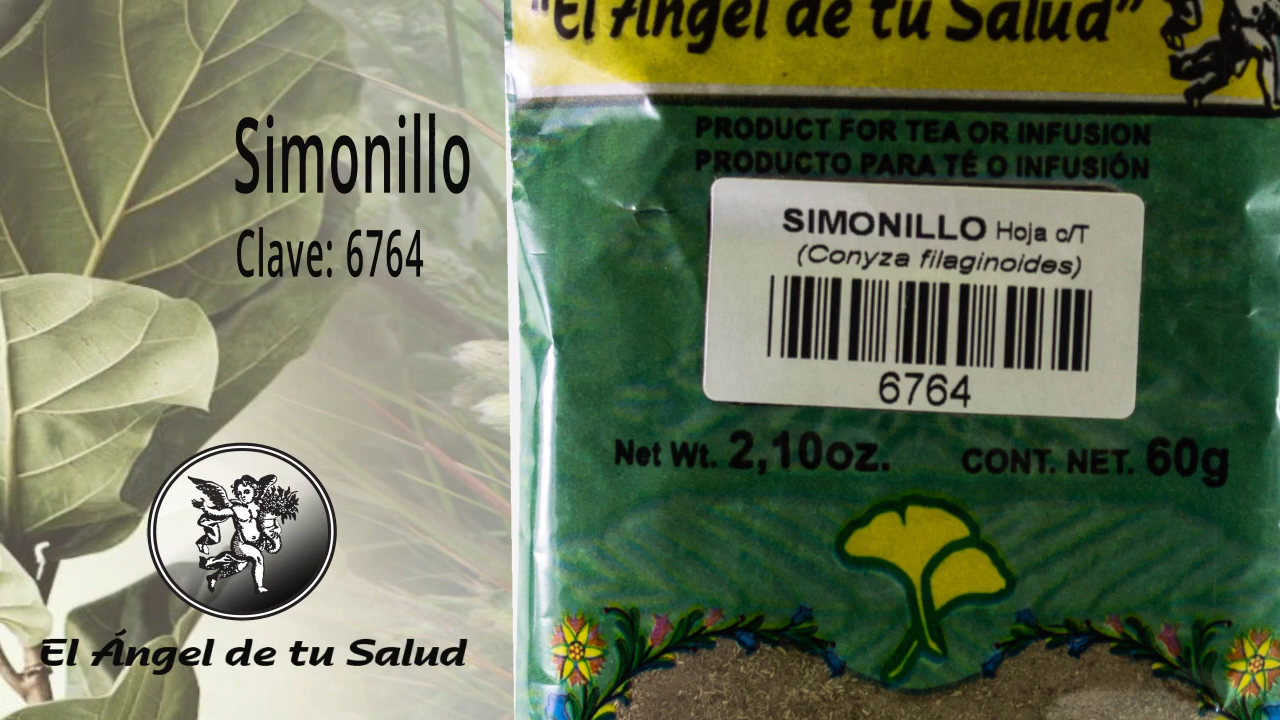 Simonillo
Clave: 6764
El Ángel de tu Salud
"El Ángel de tu Salud"
PRODUCT FOR TEA OR INFUSION
PRODUCTO PARA TÉ O INFUSIÓN
SIMONILLO Hoja c/T
(Conyza filaginoides)
6764
Net Wt. 2,10oz. CONT. NET. 60g